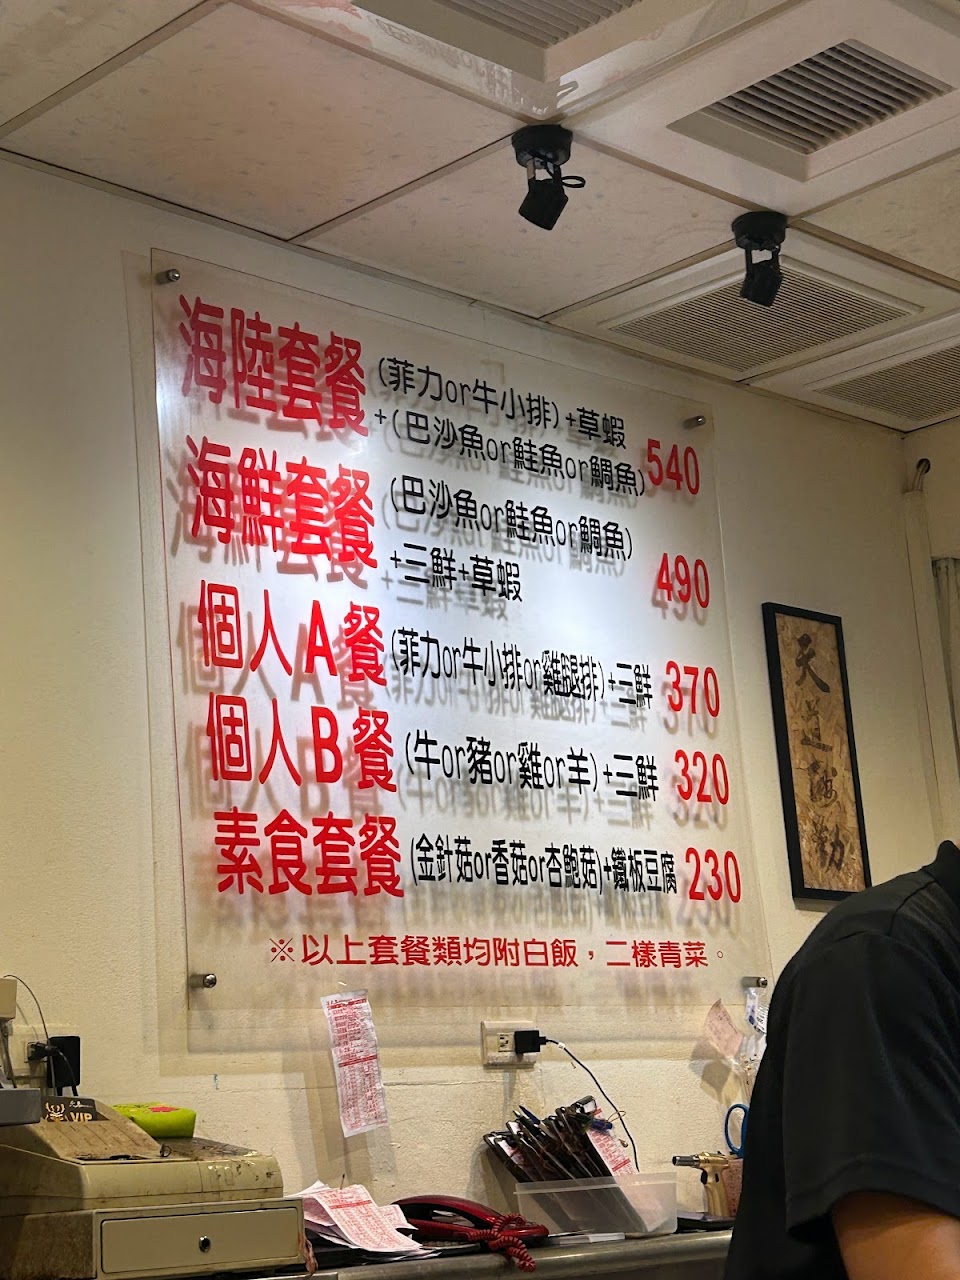 海陸套餐 (菲力or牛小排)+草蝦
+(巴沙魚or鮭魚or鯛魚) 540
海鮮套餐 (巴沙魚or鮭魚or鯛魚)
+三鮮+草蝦 490
個人A餐 (菲力or牛小排or雞腿排)+三鮮 370
個人B餐 (牛or豬or雞or羊)+三鮮 320
素食套餐 (金針菇or香菇or杏鮑菇)+鐵板豆腐 230
※以上套餐類均附白飯，二樣青菜。
天道酬勤
VIP